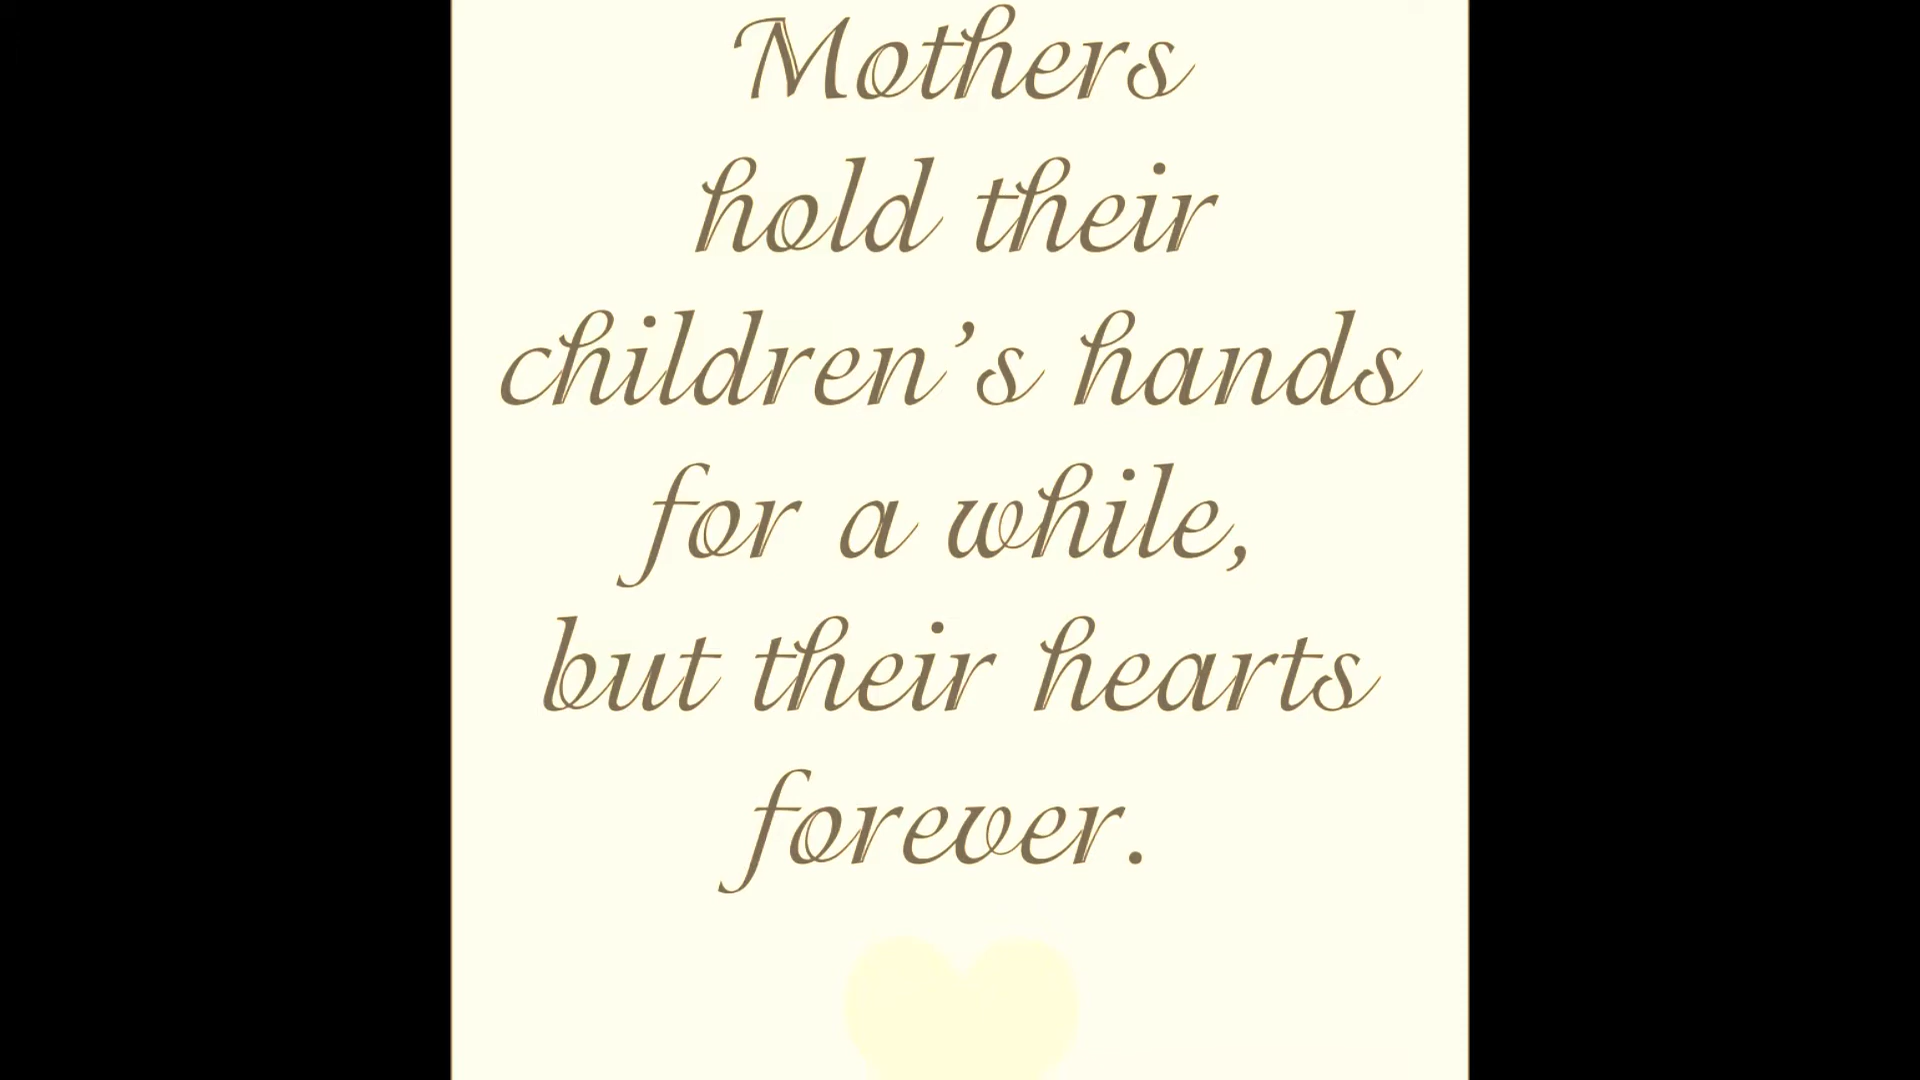 Mothers
hold their
children’s hands
for a while,
but their hearts
forever.